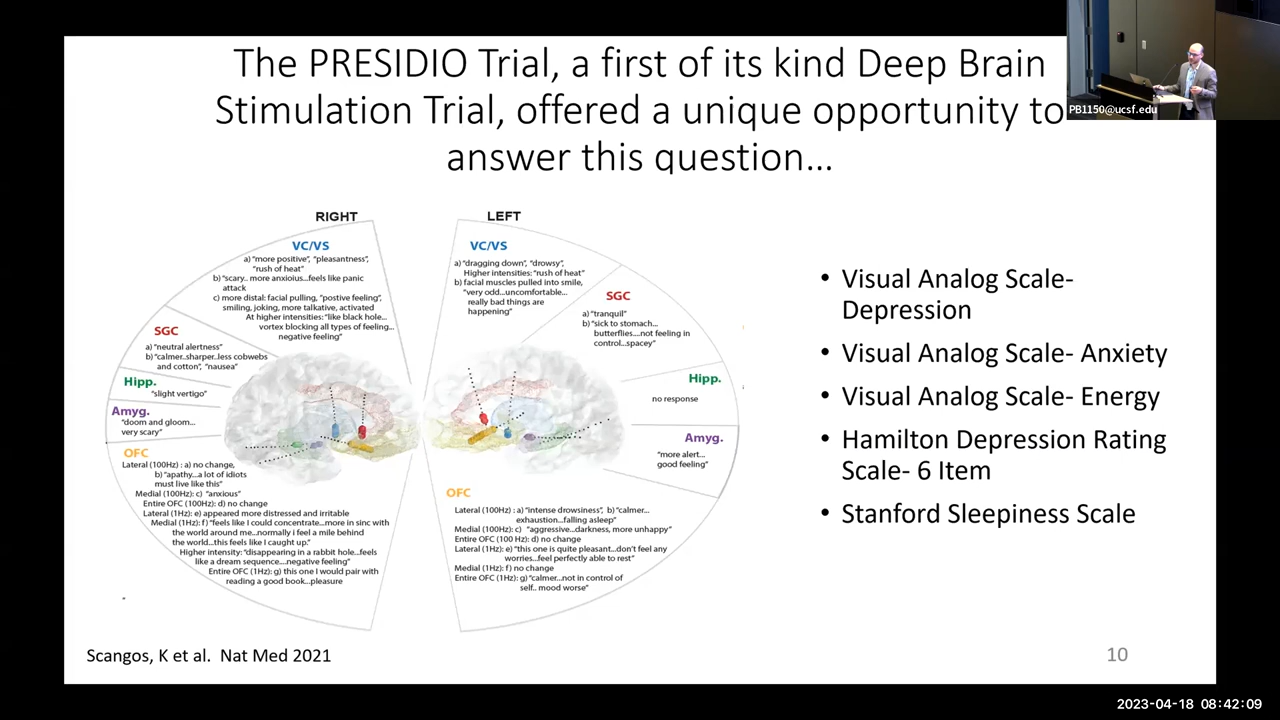 The PRESIDIO Trial, a first of its kind Deep Brain
Stimulation Trial, offered a unique opportunity to
answer this question...
PB1150@ucsf.edu
RIGHT
VC/VS
a) "more positive", "pleasantness",
"rush of heat"
b) "scary.. more anxioius...feels like panic
attack
c) more distal: facial pulling, "postive feeling",
smiling, joking, more talkative, activated
At higher intensities: "like black hole...
vortex blocking all types of feeling...
negative feeling"
SGC
a) "neutral alertness"
b) "calmer..sharper..less cobwebs
and cotton", "nausea"
Hipp.
"slight vertigo"
Amyg.
"doom and gloom...
very scary"
OFC
Lateral (100Hz) : a) no change,
b) "apathy...a lot of idiots
must live like this"
Medial (100Hz): c) "anxious"
Entire OFC (100Hz): d) no change
Lateral (1Hz): e) appeared more distressed and irritable
Medial (1Hz): f) "feels like I could concentrate...more in sinc with
the world around me...normally i feel a mile behind
the world...this feels like I caught up."
Higher intensity: "disappearing in a rabbit hole...feels
like a dream sequence....negative feeling"
Entire OFC (1Hz): g) this one I would pair with
reading a good book...pleasure
LEFT
VC/VS
a) "dragging down", "drowsy",
Higher intensities: "rush of heat"
b) facial muscles pulled into smile,
"very odd...uncomfortable...
really bad things are
happening"
SGC
a) "tranquil"
b) "sick to stomach...
butterflies....not feeling in
control...spacey"
Hipp.
no response
Amyg.
"more alert...
good feeling"
OFC
Lateral (100Hz) : a) "intense drowsiness", b) "calmer...
exhaustion...falling asleep"
Medial (100Hz): c) "aggressive...darkness, more unhappy"
Entire OFC (100 Hz): d) no change
Lateral (1Hz): e) "this one is quite pleasant...don't feel any
worries...feel perfectly able to rest"
Medial (1Hz): f) no change
Entire OFC (1Hz): g) "calmer...not in control of
self.. mood worse"
• Visual Analog Scale-
Depression
• Visual Analog Scale- Anxiety
• Visual Analog Scale- Energy
• Hamilton Depression Rating
Scale- 6 Item
• Stanford Sleepiness Scale
Scangos, K et al. Nat Med 2021
10
2023-04-18 08:42:09